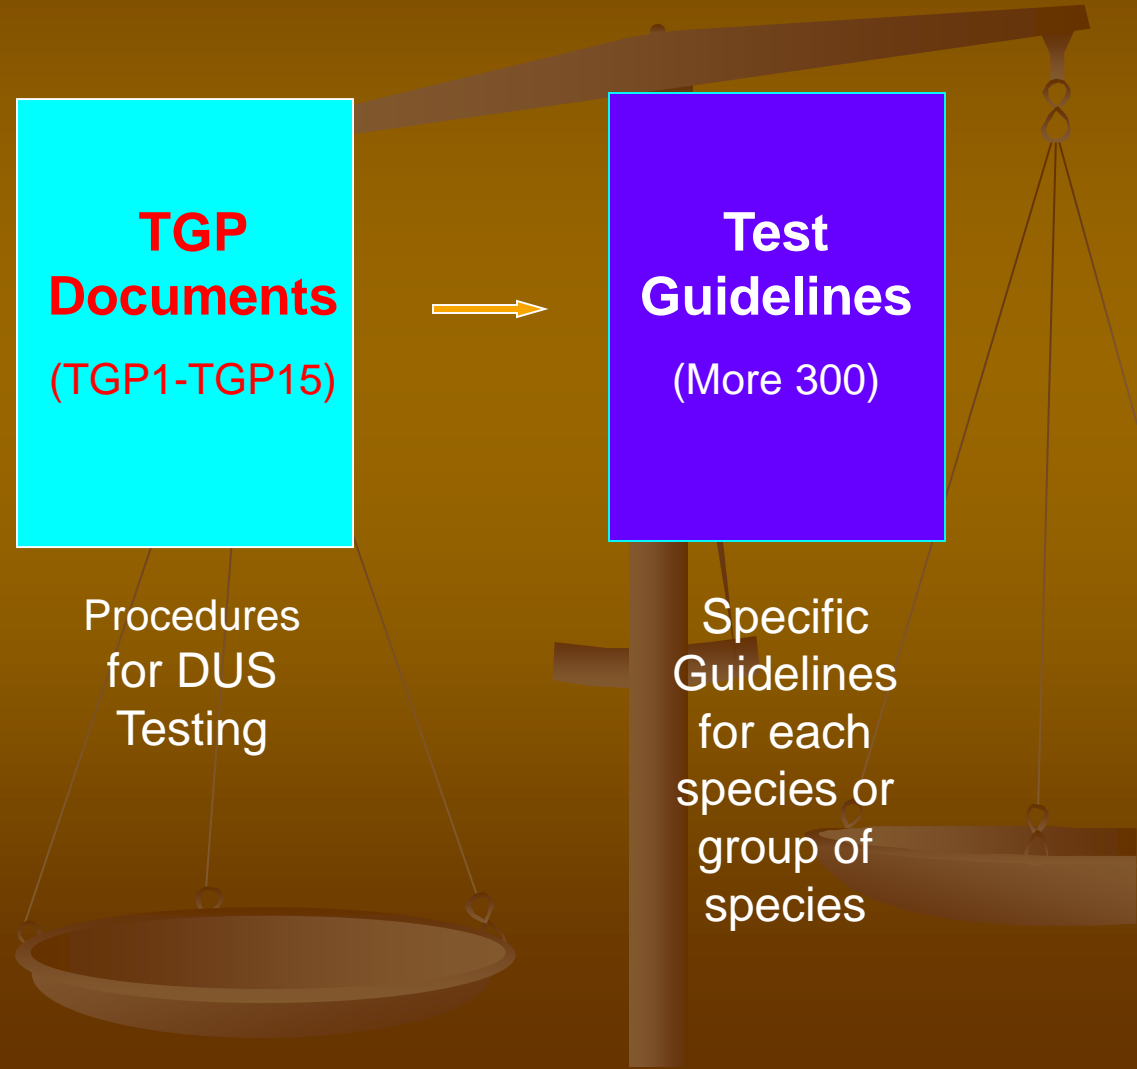 TGP
Documents
(TGP1-TGP15)
Test
Guidelines
(More 300)
Procedures
for DUS
Testing
Specific
Guidelines
for each
species or
group of
species